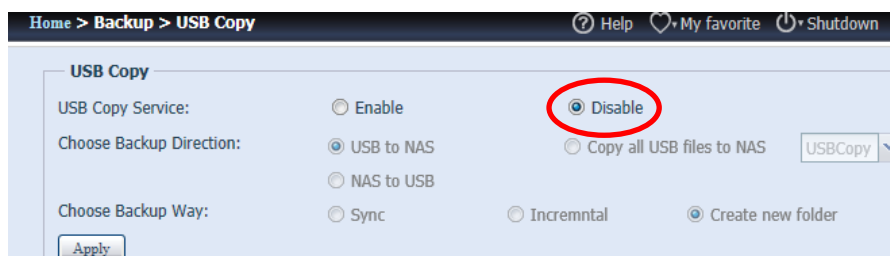 Home > Backup > USB Copy Help My favorite Shutdown
USB Copy
USB Copy Service: Enable Disable
Choose Backup Direction: USB to NAS Copy all USB files to NAS USBCopy
NAS to USB
Choose Backup Way: Sync Incremntal Create new folder
Apply